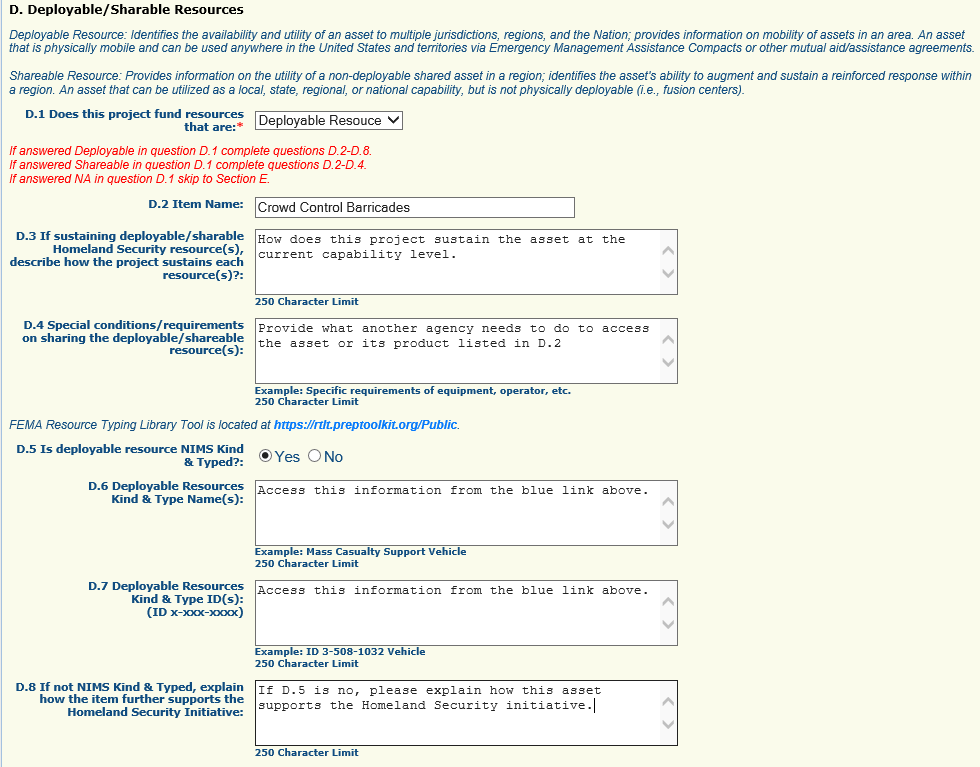 D. Deployable/Sharable Resources
Deployable Resource: Identifies the availability and utility of an asset to multiple jurisdictions, regions, and the Nation; provides information on mobility of assets in an area. An asset
that is physically mobile and can be used anywhere in the United States and territories via Emergency Management Assistance Compacts or other mutual aid/assistance agreements.
Shareable Resource: Provides information on the utility of a non-deployable shared asset in a region; identifies the asset's ability to augment and sustain a reinforced response within
a region. An asset that can be utilized as a local, state, regional, or national capability, but is not physically deployable (i.e., fusion centers).
D.1 Does this project fund resources
that are:*
Deployable Resouce
If answered Deployable in question D.1 complete questions D.2-D.8.
If answered Shareable in question D.1 complete questions D.2-D.4.
If answered NA in question D.1 skip to Section E.
D.2 Item Name:
Crowd Control Barricades
D.3 If sustaining deployable/sharable
Homeland Security resource(s),
describe how the project sustains each
resource(s)?:
How does this project sustain the asset at the
current capability level.
250 Character Limit
D.4 Special conditions/requirements
on sharing the deployable/shareable
resource(s):
Provide what another agency needs to do to access
the asset or its product listed in D.2
Example: Specific requirements of equipment, operator, etc.
250 Character Limit
FEMA Resource Typing Library Tool is located at https://rtlt.preptoolkit.org/Public.
D.5 Is deployable resource NIMS Kind
& Typed?:
Yes No
D.6 Deployable Resources
Kind & Type Name(s):
Access this information from the blue link above.
Example: Mass Casualty Support Vehicle
250 Character Limit
D.7 Deployable Resources
Kind & Type ID(s):
(ID x-xxx-xxxx)
Access this information from the blue link above.
Example: ID 3-508-1032 Vehicle
250 Character Limit
D.8 If not NIMS Kind & Typed, explain
how the item further supports the
Homeland Security Initiative:
If D.5 is no, please explain how this asset
supports the Homeland Security initiative.
250 Character Limit